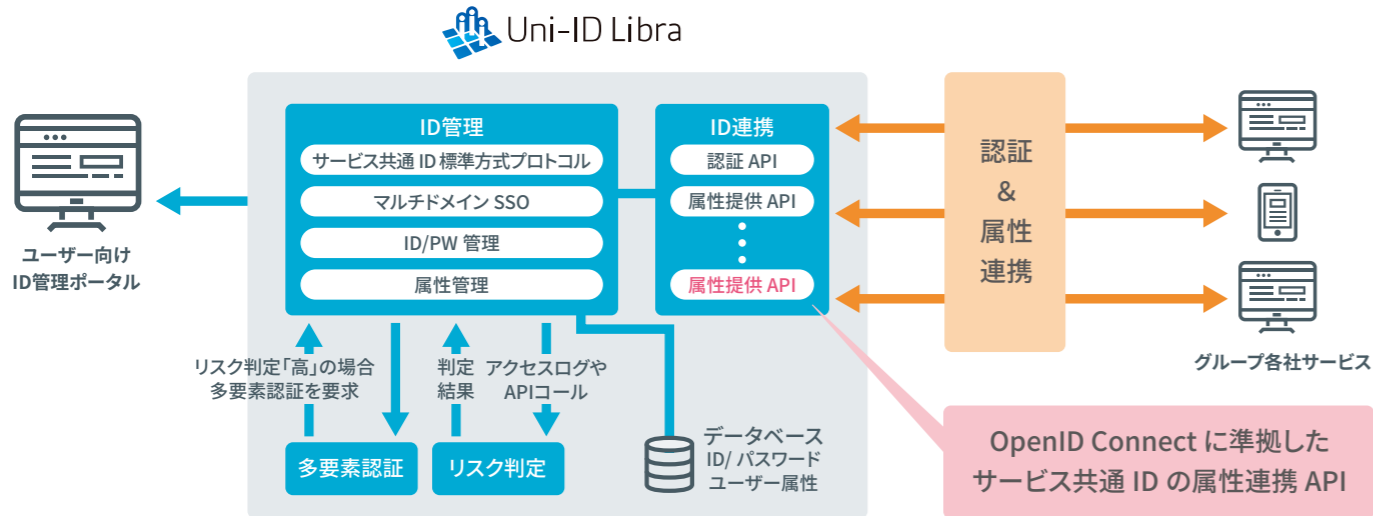 Uni-ID Libra
ID管理
サービス共通 ID 標準方式プロトコル
マルチドメイン SSO
ID/PW 管理
属性管理
ID連携
認証 API
属性提供 API
属性提供 API
認証
&
属性
連携
ユーザー向け
ID管理ポータル
グループ各社サービス
リスク判定「高」の場合
多要素認証を要求
判定
結果
アクセスログや
APIコール
多要素認証
リスク判定
データベース
ID/ パスワード
ユーザー属性
OpenID Connect に準拠した
サービス共通 ID の属性連携 API